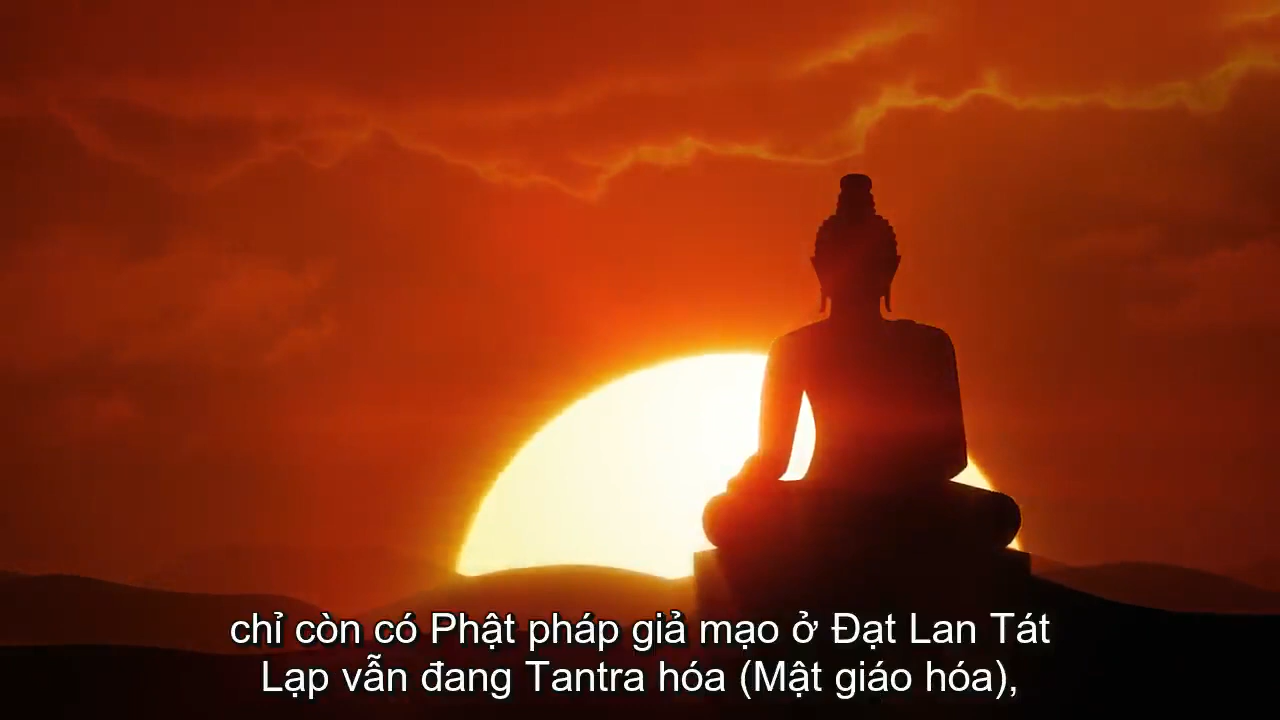 chỉ còn có Phật pháp giả mạo ở Đạt Lan Tát
Lạp vẫn đang Tantra hóa (Mật giáo hóa),